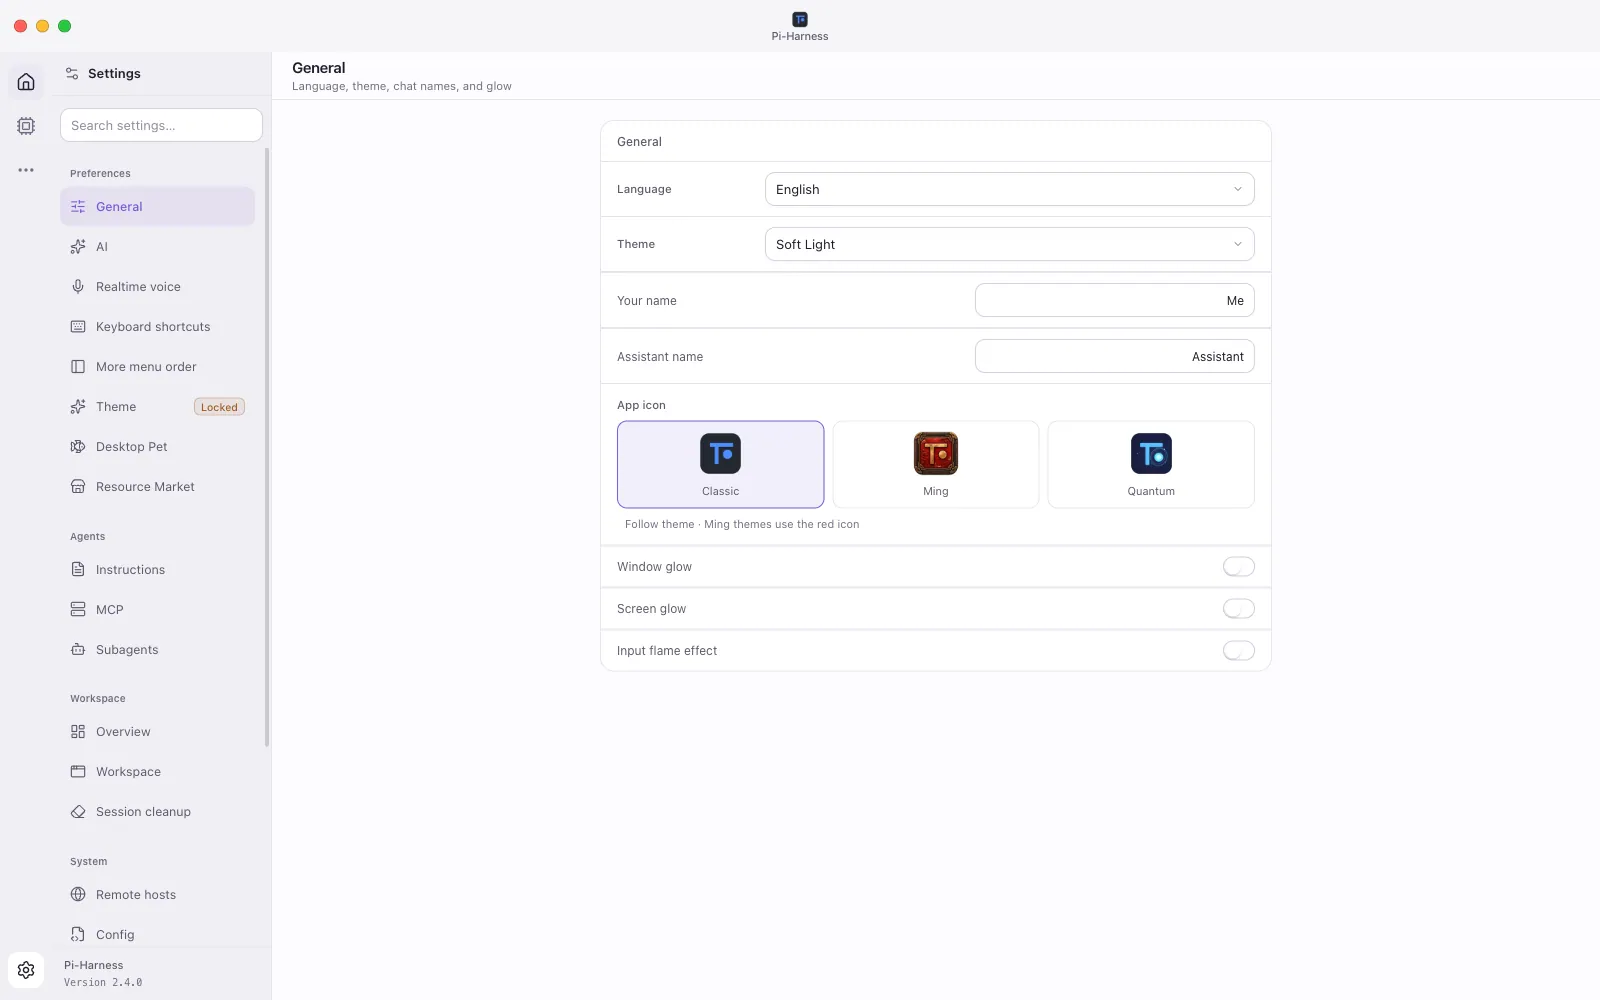 Pi-Harness
Settings
Search settings...
Preferences
General
AI
Realtime voice
Keyboard shortcuts
More menu order
Theme
Locked
Desktop Pet
Resource Market
Agents
Instructions
MCP
Subagents
Workspace
Overview
Workspace
Session cleanup
System
Remote hosts
Config
Pi-Harness
Version 2.4.0
General
Language, theme, chat names, and glow
General
Language
English
Theme
Soft Light
Your name
Me
Assistant name
Assistant
App icon
Classic
Ming
Quantum
Follow theme · Ming themes use the red icon
Window glow
Screen glow
Input flame effect